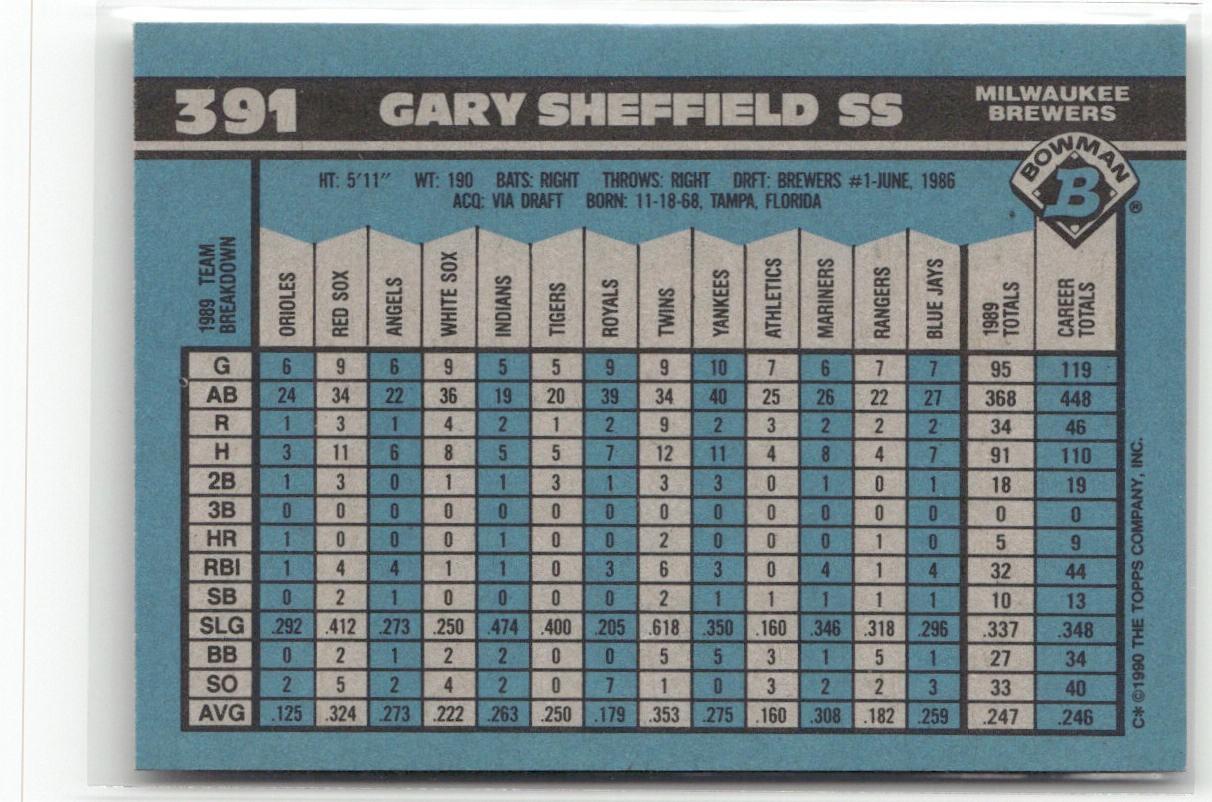 391 GARY SHEFFIELD SS MILWAUKEE
BREWERS
BOWMAN
B
®
HT: 5'11" WT: 190 BATS: RIGHT THROWS: RIGHT DRFT: BREWERS #1-JUNE, 1986
ACQ: VIA DRAFT BORN: 11-18-68, TAMPA, FLORIDA
1989 TEAM BREAKDOWN ORIOLES RED SOX ANGELS WHITE SOX INDIANS TIGERS ROYALS TWINS YANKEES ATHLETICS MARINERS RANGERS BLUE JAYS 1989 TOTALS CAREER TOTALS
G 6 9 6 9 5 5 9 9 10 7 6 7 7 95 119
AB 24 34 22 36 19 20 39 34 40 25 26 22 27 368 448
R 1 3 1 4 2 1 2 9 2 3 2 2 2 34 46
H 3 11 6 8 5 5 7 12 11 4 8 4 7 91 110
2B 1 3 0 1 1 3 1 3 3 0 1 0 1 18 19
3B 0 0 0 0 0 0 0 0 0 0 0 0 0 0 0
HR 1 0 0 0 1 0 0 2 0 0 0 1 0 5 9
RBI 1 4 4 1 1 0 3 6 3 0 4 1 4 32 44
SB 0 2 1 0 0 0 0 2 1 1 1 1 1 10 13
SLG .292 .412 .273 .250 .474 .400 .205 .618 .350 .160 .346 .318 .296 .337 .348
BB 0 2 1 2 2 0 0 5 5 3 1 5 1 27 34
SO 2 5 2 4 2 0 7 1 0 3 2 2 3 33 40
AVG .125 .324 .273 .222 .263 .250 .179 .353 .275 .160 .308 .182 .259 .247 .246
C* ©1990 THE TOPPS COMPANY, INC.